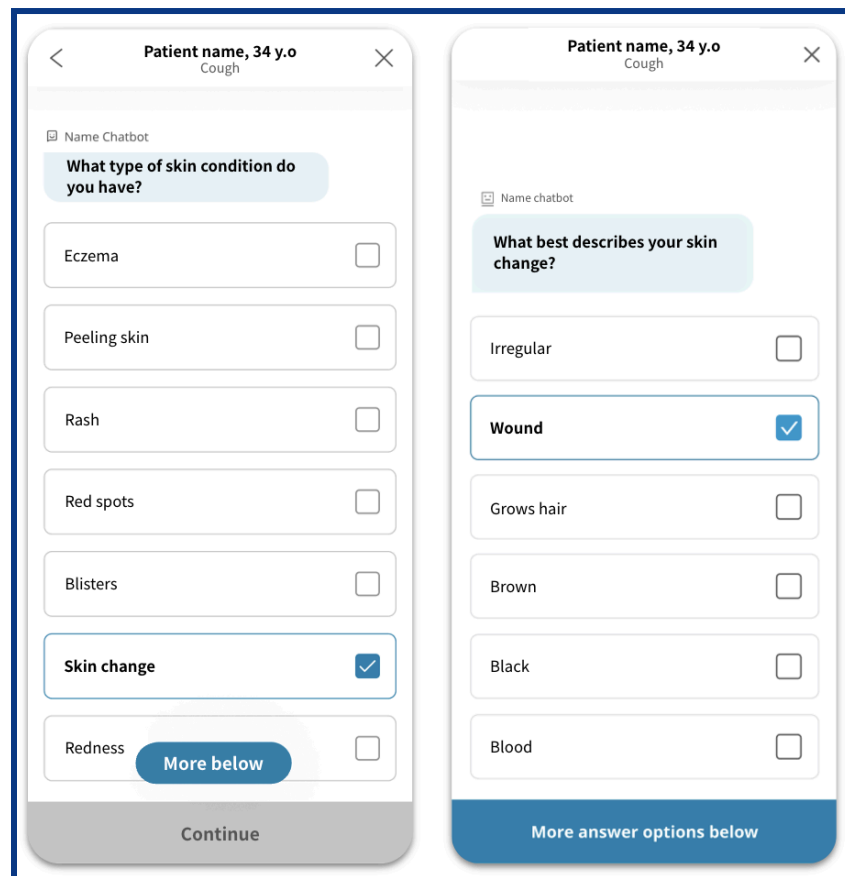 Patient name, 34 y.o
Cough
Name Chatbot
What type of skin condition do
you have?
Eczema
Peeling skin
Rash
Red spots
Blisters
Skin change
Redness
More below
Continue
Patient name, 34 y.o
Cough
Name chatbot
What best describes your skin
change?
Irregular
Wound
Grows hair
Brown
Black
Blood
More answer options below